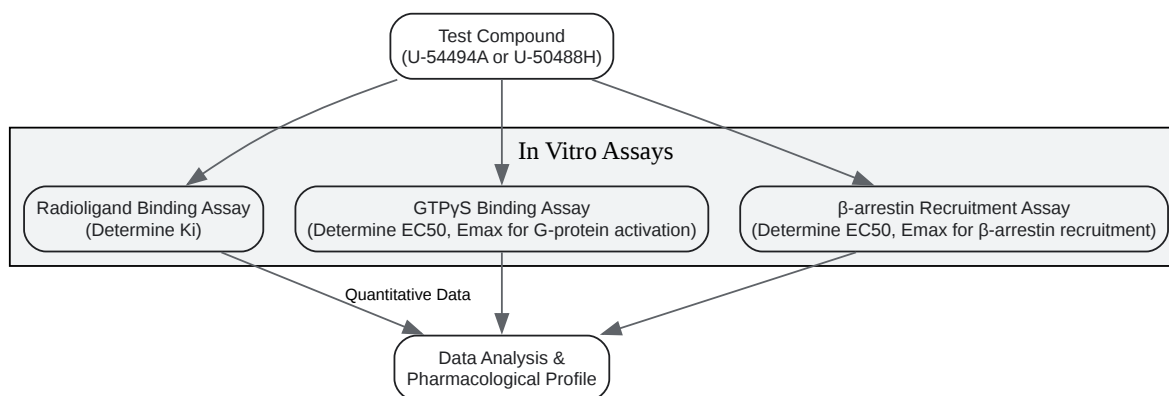 Test Compound
(U-54494A or U-50488H)
In Vitro Assays
Radioligand Binding Assay
(Determine Ki)
GTPγS Binding Assay
(Determine EC50, Emax for G-protein activation)
β-arrestin Recruitment Assay
(Determine EC50, Emax for β-arrestin recruitment)
Quantitative Data
Data Analysis &
Pharmacological Profile